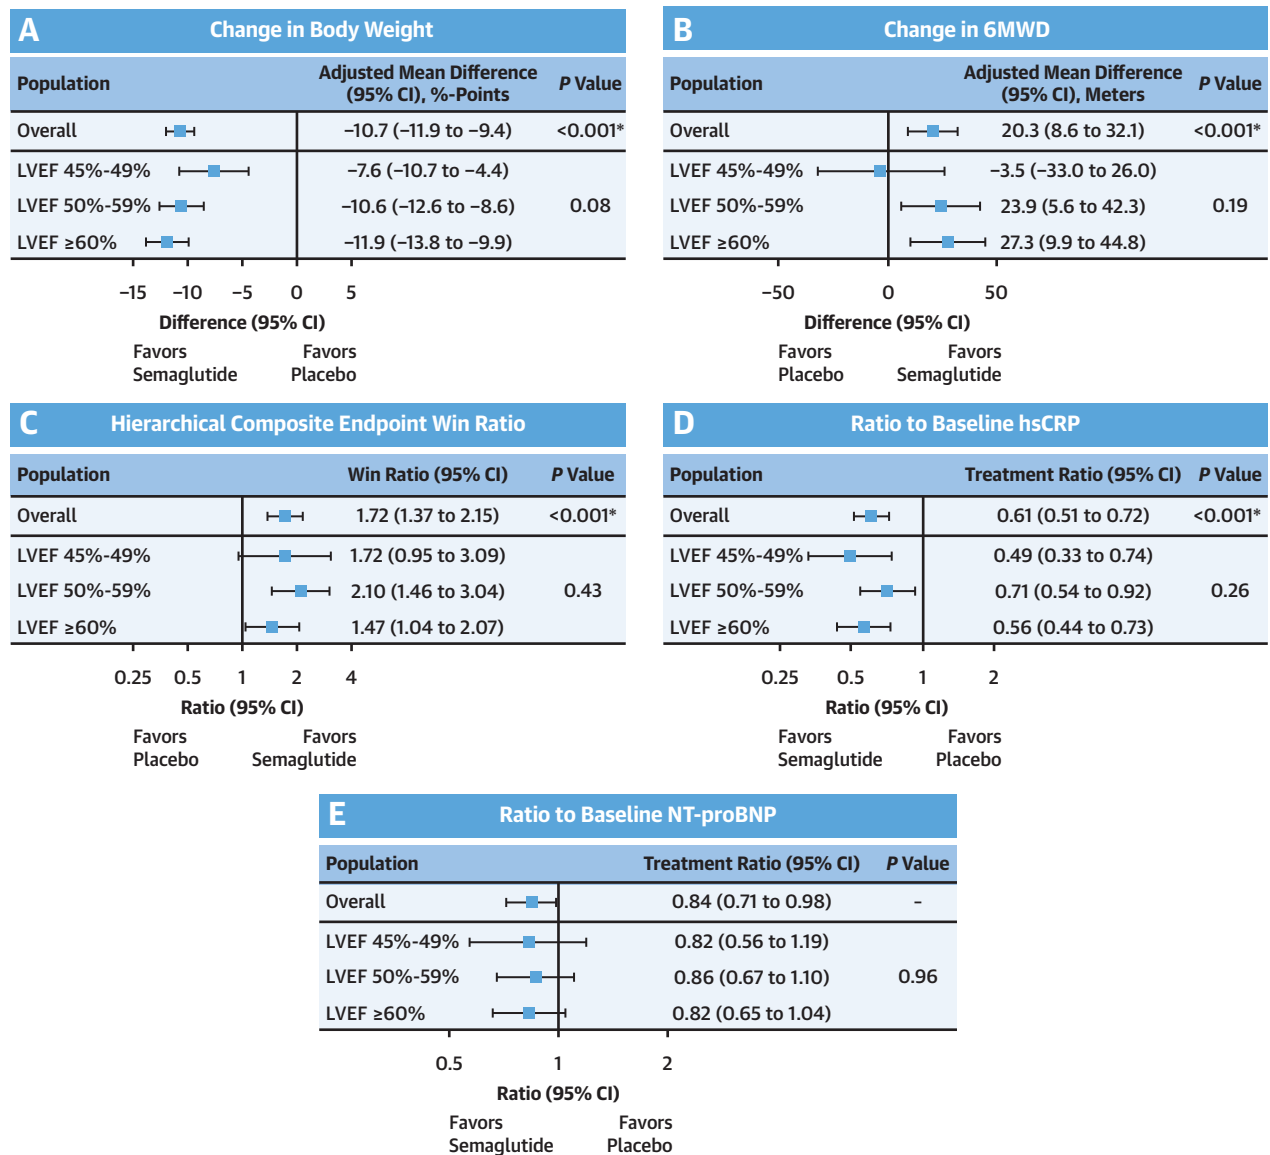 A Change in Body Weight
Population Adjusted Mean Difference (95% CI), %-Points P Value
Overall −10.7 (−11.9 to −9.4) <0.001*
LVEF 45%-49% −7.6 (−10.7 to −4.4)
LVEF 50%-59% −10.6 (−12.6 to −8.6) 0.08
LVEF ≥60% −11.9 (−13.8 to −9.9)
−15 −10 −5 0 5
Difference (95% CI)
Favors Semaglutide Favors Placebo
B Change in 6MWD
Population Adjusted Mean Difference (95% CI), Meters P Value
Overall 20.3 (8.6 to 32.1) <0.001*
LVEF 45%-49% −3.5 (−33.0 to 26.0)
LVEF 50%-59% 23.9 (5.6 to 42.3) 0.19
LVEF ≥60% 27.3 (9.9 to 44.8)
−50 0 50
Difference (95% CI)
Favors Placebo Favors Semaglutide
C Hierarchical Composite Endpoint Win Ratio
Population Win Ratio (95% CI) P Value
Overall 1.72 (1.37 to 2.15) <0.001*
LVEF 45%-49% 1.72 (0.95 to 3.09)
LVEF 50%-59% 2.10 (1.46 to 3.04) 0.43
LVEF ≥60% 1.47 (1.04 to 2.07)
0.25 0.5 1 2 4
Ratio (95% CI)
Favors Placebo Favors Semaglutide
D Ratio to Baseline hsCRP
Population Treatment Ratio (95% CI) P Value
Overall 0.61 (0.51 to 0.72) <0.001*
LVEF 45%-49% 0.49 (0.33 to 0.74)
LVEF 50%-59% 0.71 (0.54 to 0.92) 0.26
LVEF ≥60% 0.56 (0.44 to 0.73)
0.25 0.5 1 2
Ratio (95% CI)
Favors Semaglutide Favors Placebo
E Ratio to Baseline NT-proBNP
Population Treatment Ratio (95% CI) P Value
Overall 0.84 (0.71 to 0.98) -
LVEF 45%-49% 0.82 (0.56 to 1.19)
LVEF 50%-59% 0.86 (0.67 to 1.10) 0.96
LVEF ≥60% 0.82 (0.65 to 1.04)
0.5 1 2
Ratio (95% CI)
Favors Semaglutide Favors Placebo